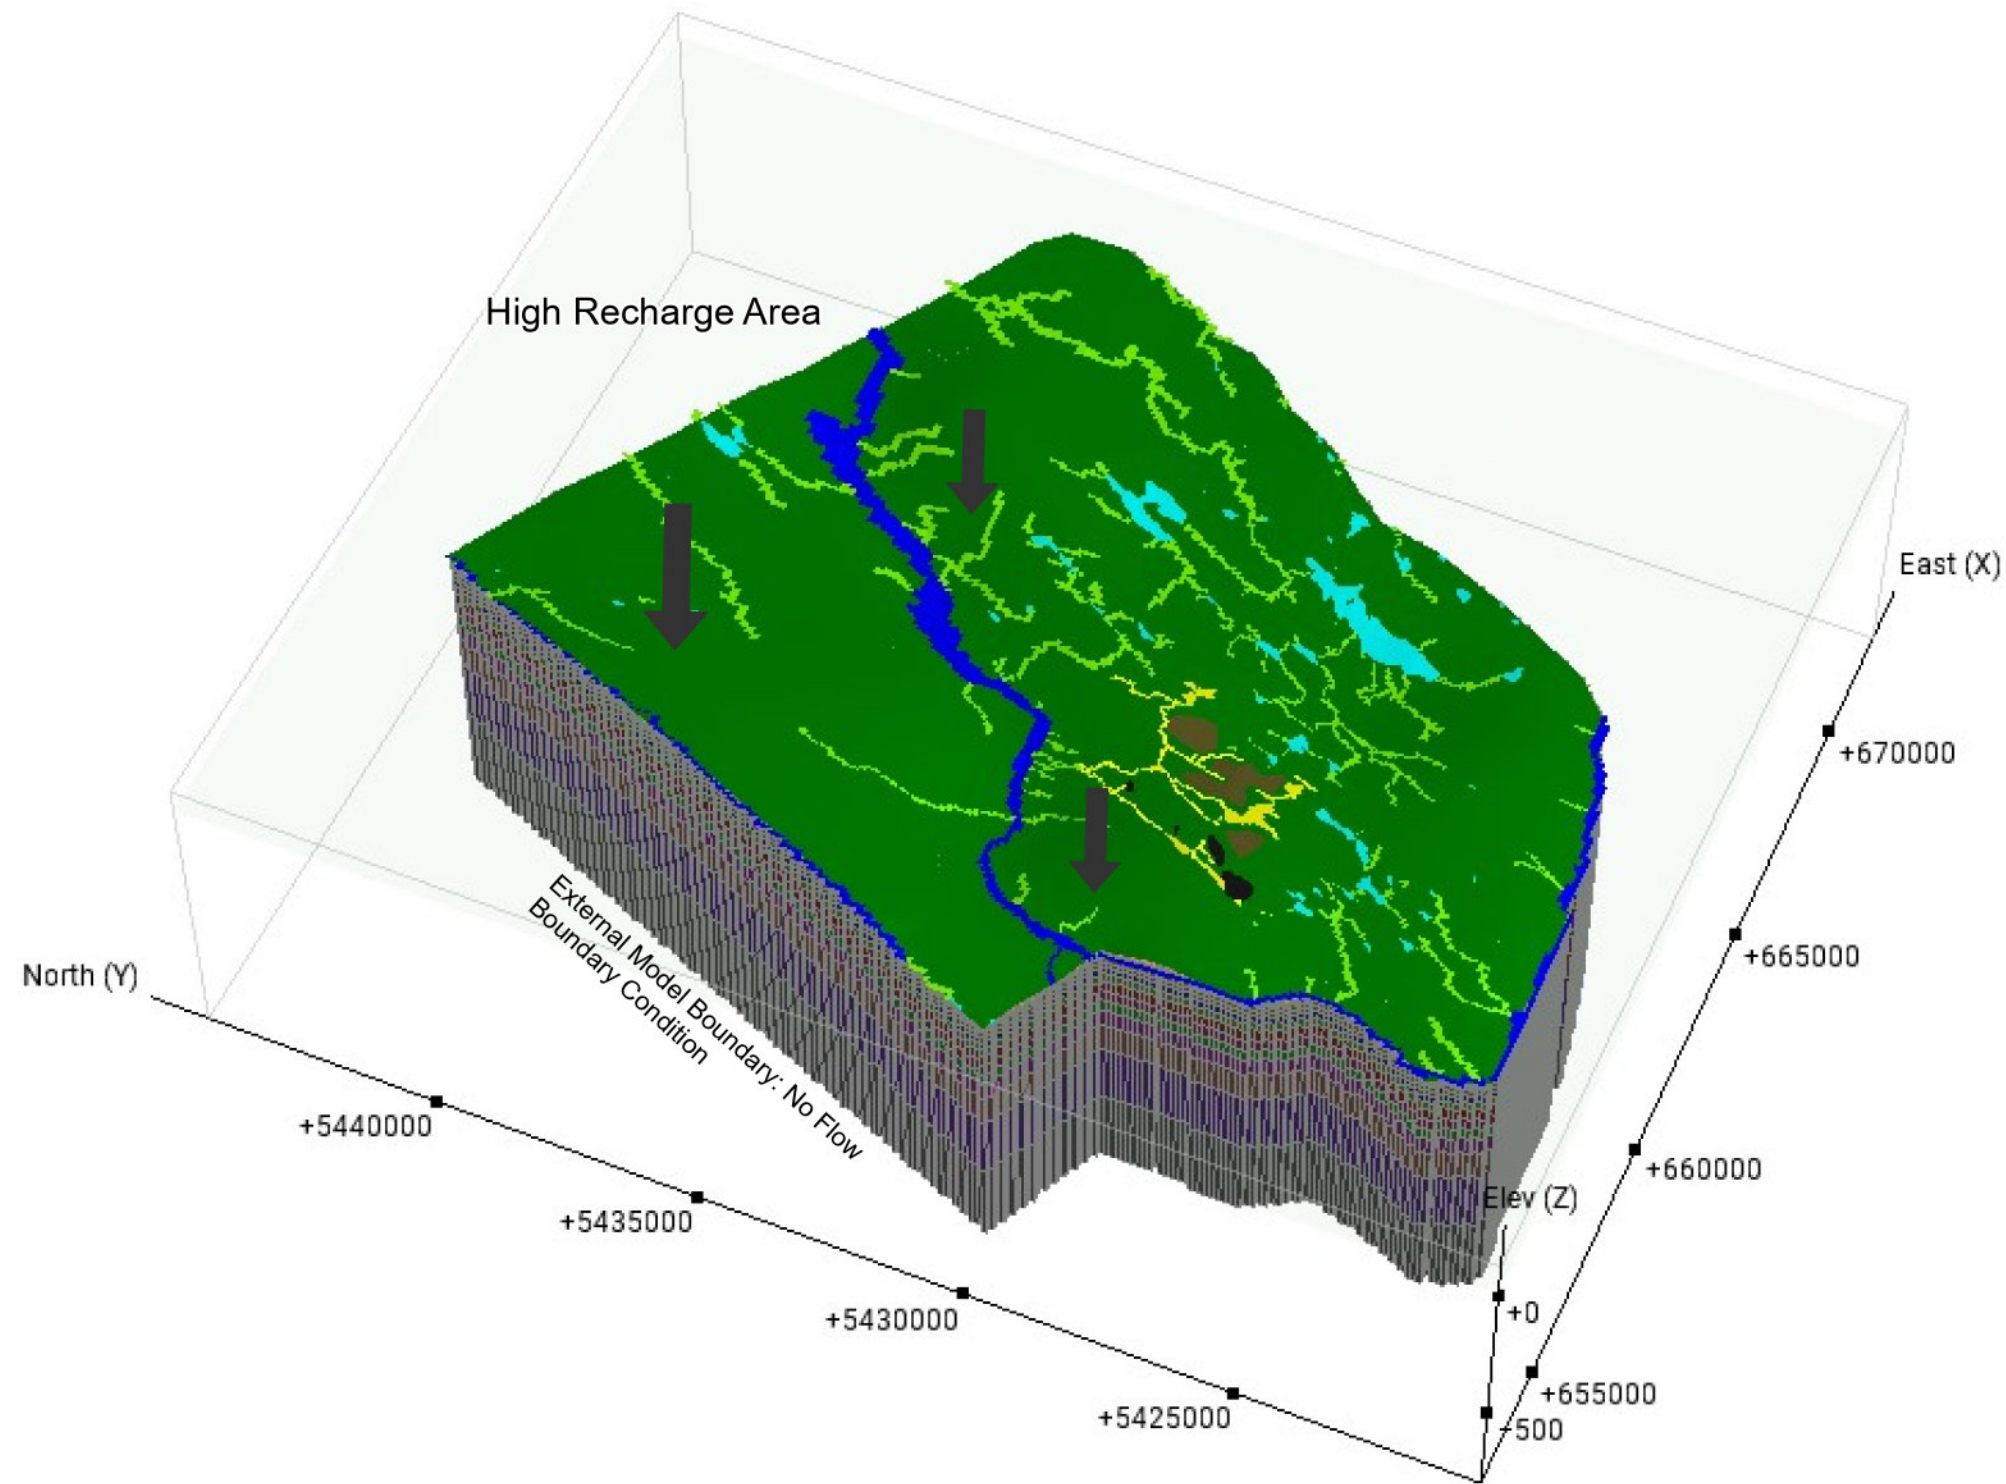 High Recharge Area
East (X)
+670000
+665000
+660000
+655000
North (Y)
+5440000
+5435000
+5430000
+5425000
Elev (Z)
+0
-500
External Model Boundary: No Flow
Boundary Condition